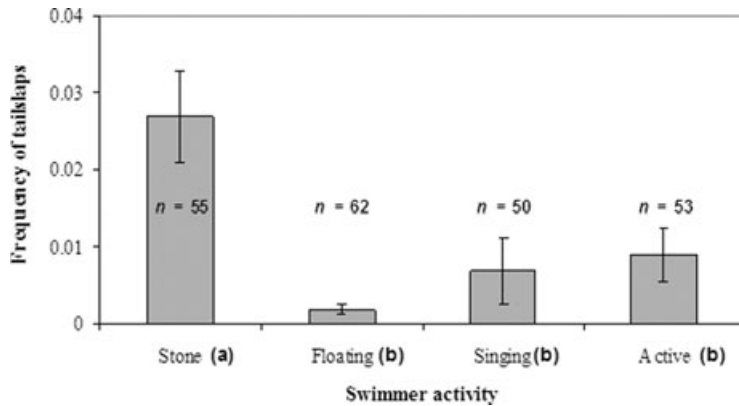 0.04
0.03
0.02
0.01
0
Frequency of tailslaps
n = 55
n = 62
n = 50
n = 53
Stone (a)
Floating (b)
Singing (b)
Active (b)
Swimmer activity